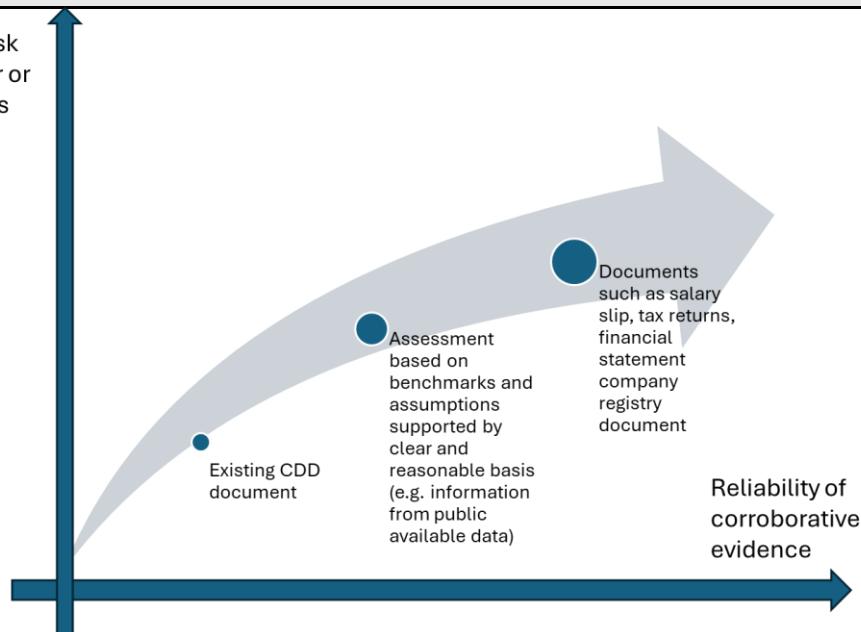 or
Existing CDD
document
Assessment
based on
benchmarks and
assumptions
supported by
clear and
reasonable basis
(e.g. information
from public
available data)
Documents
such as salary
slip, tax returns,
financial
statement
company
registry
document
Reliability of
corroborative
evidence